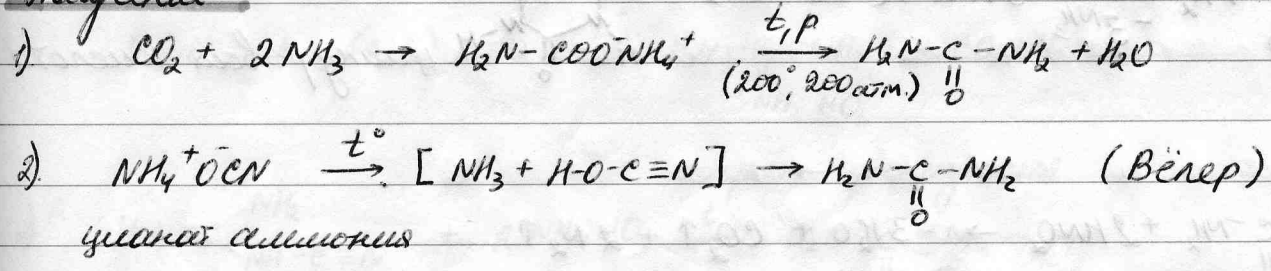 1). CO₂ + 2NH₃ → H₂N-COO⁻NH₄⁺ t, p → (200°, 200 атм.) H₂N-C-NH₂ + H₂O
||
O
2). NH₄⁺O⁻CN t° → [ NH₃ + H-O-C≡N ] → H₂N-C-NH₂ (Вёлер)
||
O
цианат аммония